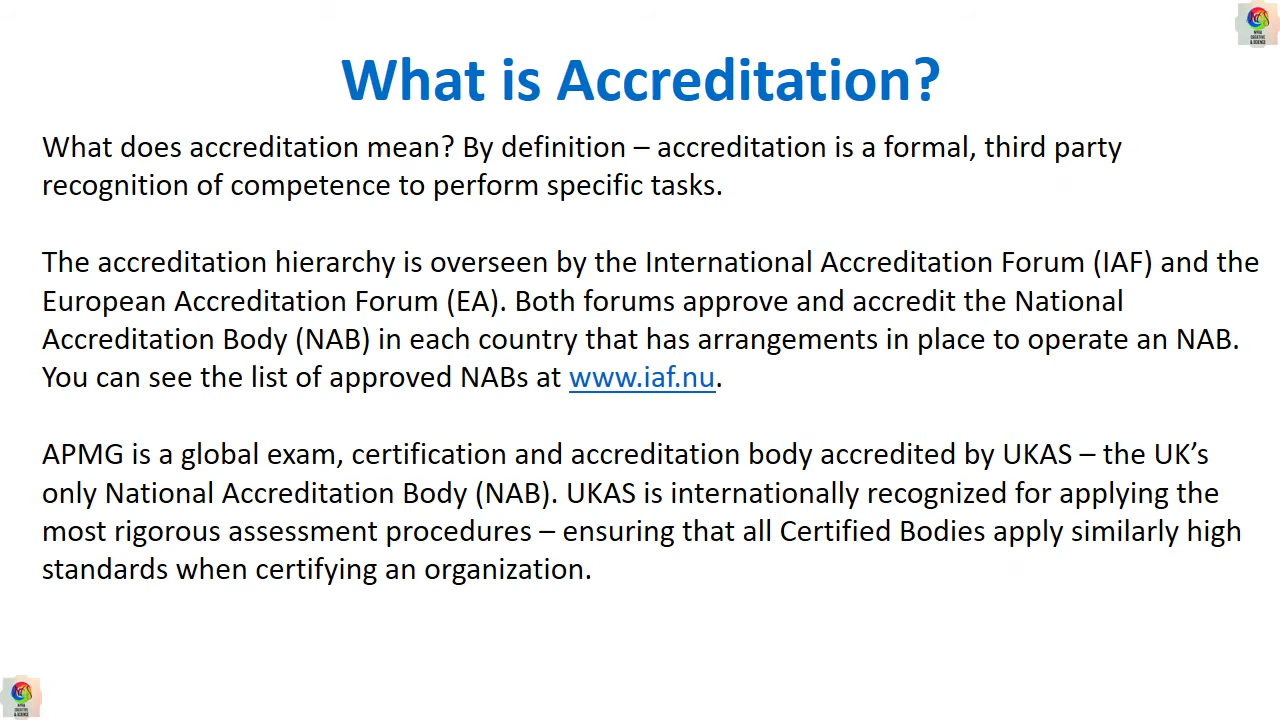 What is Accreditation?
What does accreditation mean? By definition – accreditation is a formal, third party
recognition of competence to perform specific tasks.
The accreditation hierarchy is overseen by the International Accreditation Forum (IAF) and the
European Accreditation Forum (EA). Both forums approve and accredit the National
Accreditation Body (NAB) in each country that has arrangements in place to operate an NAB.
You can see the list of approved NABs at www.iaf.nu.
APMG is a global exam, certification and accreditation body accredited by UKAS – the UK’s
only National Accreditation Body (NAB). UKAS is internationally recognized for applying the
most rigorous assessment procedures – ensuring that all Certified Bodies apply similarly high
standards when certifying an organization.